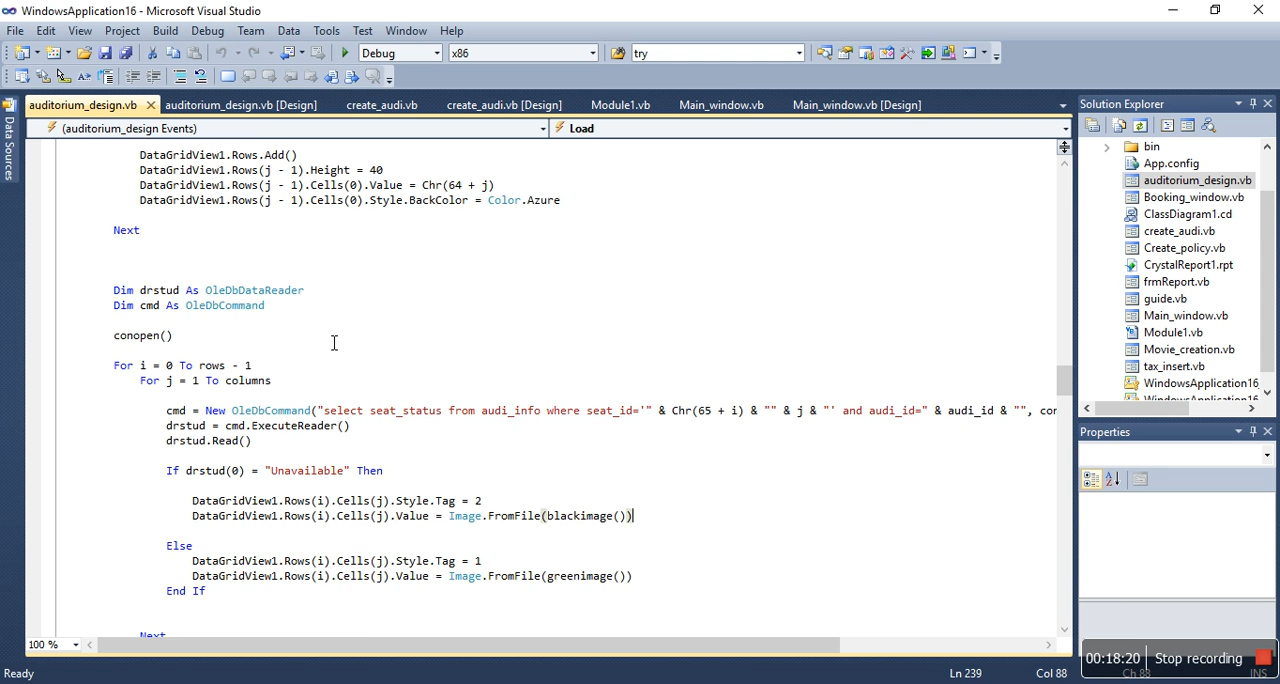 WindowsApplication16 - Microsoft Visual Studio
File Edit View Project Build Debug Team Data Tools Test Window Help
Debug x86 try
auditorium_design.vb auditorium_design.vb [Design] create_audi.vb create_audi.vb [Design] Module1.vb Main_window.vb Main_window.vb [Design]
(auditorium_design Events) Load
Data Sources
DataGridView1.Rows.Add()
DataGridView1.Rows(j - 1).Height = 40
DataGridView1.Rows(j - 1).Cells(0).Value = Chr(64 + j)
DataGridView1.Rows(j - 1).Cells(0).Style.BackColor = Color.Azure
Next
Dim drstud As OleDbDataReader
Dim cmd As OleDbCommand
conopen()
For i = 0 To rows - 1
For j = 1 To columns
cmd = New OleDbCommand("select seat_status from audi_info where seat_id='" & Chr(65 + i) & "" & j & "' and audi_id=" & audi_id & "", cor
drstud = cmd.ExecuteReader()
drstud.Read()
If drstud(0) = "Unavailable" Then
DataGridView1.Rows(i).Cells(j).Style.Tag = 2
DataGridView1.Rows(i).Cells(j).Value = Image.FromFile(blackimage())
Else
DataGridView1.Rows(i).Cells(j).Style.Tag = 1
DataGridView1.Rows(i).Cells(j).Value = Image.FromFile(greenimage())
End If
Next
100 %
Solution Explorer
bin
App.config
auditorium_design.vb
Booking_window.vb
ClassDiagram1.cd
create_audi.vb
Create_policy.vb
CrystalReport1.rpt
frmReport.vb
guide.vb
Main_window.vb
Module1.vb
Movie_creation.vb
tax_insert.vb
WindowsApplication16
WindowsApplication16
Properties
00:18:20 Stop recording
Ready Ln 239 Col 88 Ch 88 INS